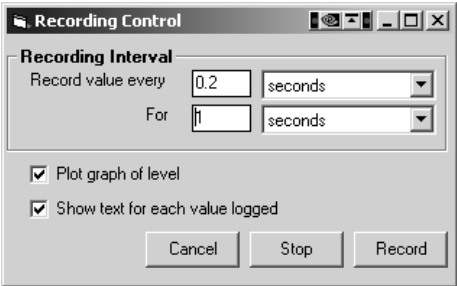 Recording Control
Recording Interval
Record value every 0.2 seconds
For 1 seconds
Plot graph of level
Show text for each value logged
Cancel Stop Record